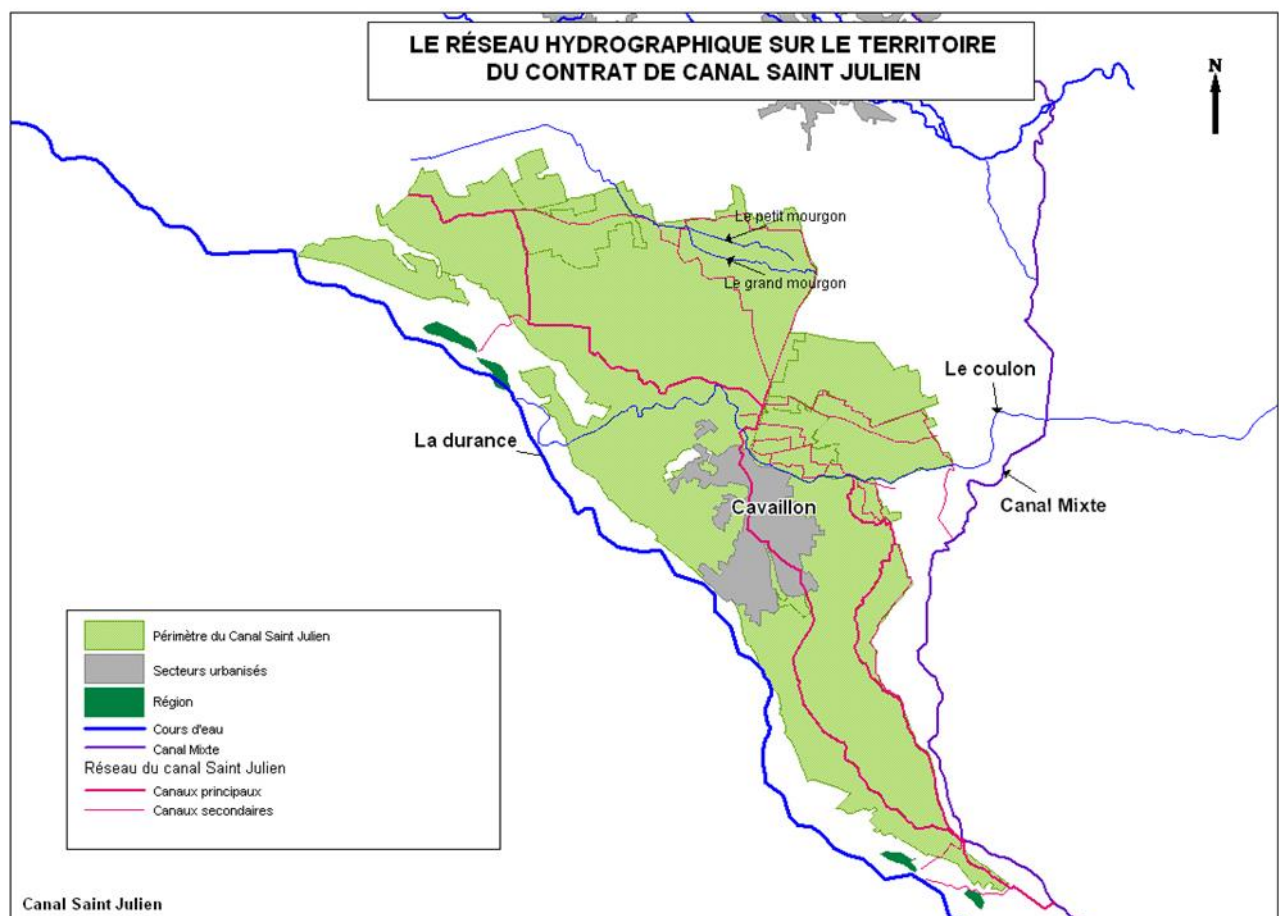 LE RÉSEAU HYDROGRAPHIQUE SUR LE TERRITOIRE
DU CONTRAT DE CANAL SAINT JULIEN
N
Le petit mourgon
Le grand mourgon
Le coulon
La durance
Canal Mixte
Cavaillon
Périmètre du Canal Saint Julien
Secteurs urbanisés
Région
Cours d'eau
Canal Mixte
Réseau du canal Saint Julien
Canaux principaux
Canaux secondaires
Canal Saint Julien